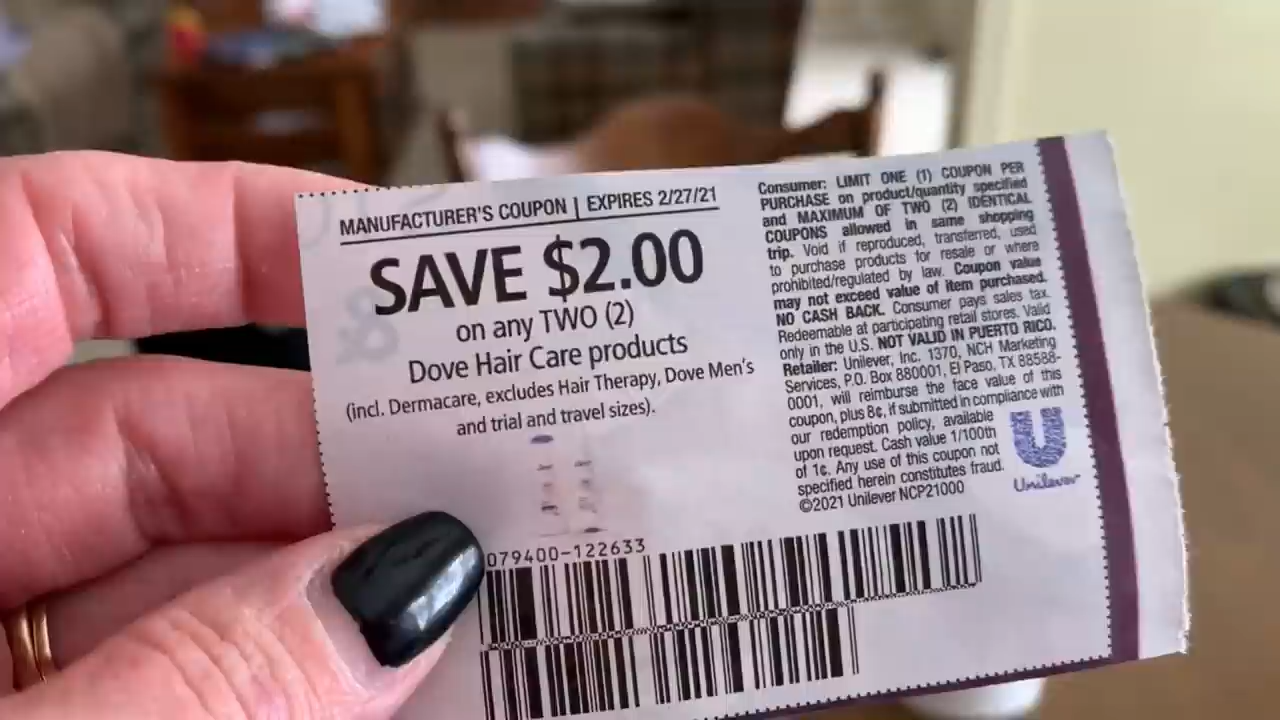 MANUFACTURER'S COUPON | EXPIRES 2/27/21
SAVE $2.00
on any TWO (2)
Dove Hair Care products
(incl. Dermacare, excludes Hair Therapy, Dove Men's
and trial and travel sizes).
079400-122633
Consumer: LIMIT ONE (1) COUPON PER
PURCHASE on product/quantity specified
and MAXIMUM OF TWO (2) IDENTICAL
COUPONS allowed in same shopping
trip. Void if reproduced, transferred, used
to purchase products for resale or where
prohibited/regulated by law. Coupon value
may not exceed value of item purchased.
NO CASH BACK. Consumer pays sales tax.
Redeemable at participating retail stores. Valid
only in the U.S. NOT VALID IN PUERTO RICO.
Retailer: Unilever, Inc. 1370, NCH Marketing
Services, P.O. Box 880001, El Paso, TX 88588-
0001, will reimburse the face value of this
coupon, plus 8¢, if submitted in compliance with
our redemption policy, available
upon request. Cash value 1/100th
of 1¢. Any use of this coupon not
specified herein constitutes fraud.
©2021 Unilever NCP21000
Unilever